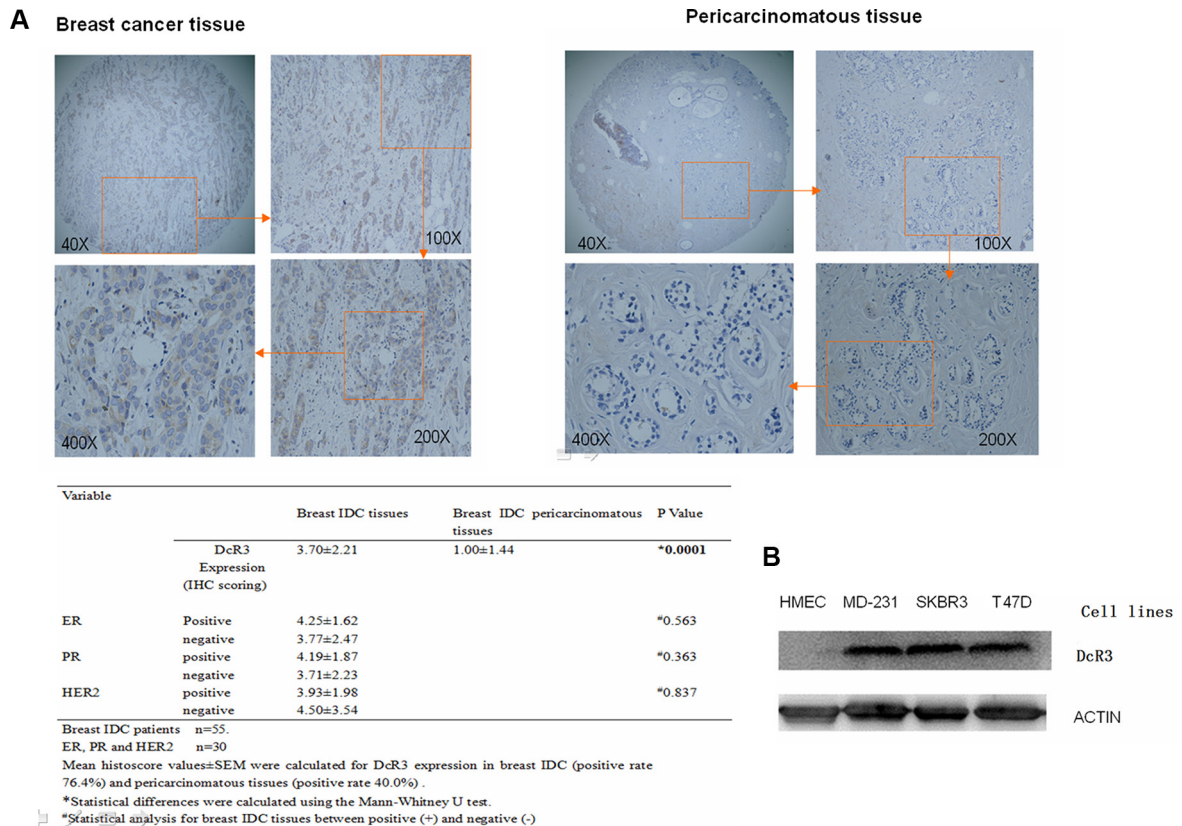 A
Breast cancer tissue
Pericarcinomatous tissue
40X
100X
400X
200X
40X
100X
400X
200X
Variable
Breast IDC tissues
Breast IDC pericarcinomatous P Value
tissues
DcR3 3.70±2.21 1.00±1.44 *0.0001
Expression
(IHC scoring)
ER Positive 4.25±1.62 #0.563
negative 3.77±2.47
PR positive 4.19±1.87 #0.363
negative 3.71±2.23
HER2 positive 3.93±1.98 #0.837
negative 4.50±3.54
Breast IDC patients n=55.
ER, PR and HER2 n=30
Mean histoscore values±SEM were calculated for DcR3 expression in breast IDC (positive rate
76.4%) and pericarcinomatous tissues (positive rate 40.0%) .
*Statistical differences were calculated using the Mann-Whitney U test.
#Statistical analysis for breast IDC tissues between positive (+) and negative (-)
B
HMEC MD-231 SKBR3 T47D Cell lines
DcR3
ACTIN